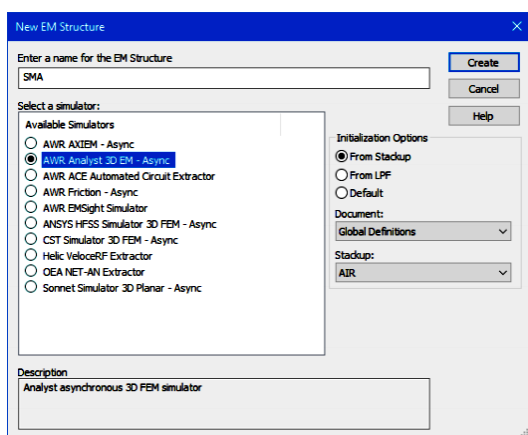 New EM Structure
Enter a name for the EM Structure
SMA
Create
Cancel
Help
Select a simulator:
Available Simulators
AWR AXIEM - Async
AWR Analyst 3D EM - Async
AWR ACE Automated Circuit Extractor
AWR Friction - Async
AWR EMSight Simulator
ANSYS HFSS Simulator 3D FEM - Async
CST Simulator 3D FEM - Async
Helic VeloceRF Extractor
OEA NET-AN Extractor
Sonnet Simulator 3D Planar - Async
Initialization Options
From Stackup
From LPF
Default
Document:
Global Definitions
Stackup:
AIR
Description
Analyst asynchronous 3D FEM simulator